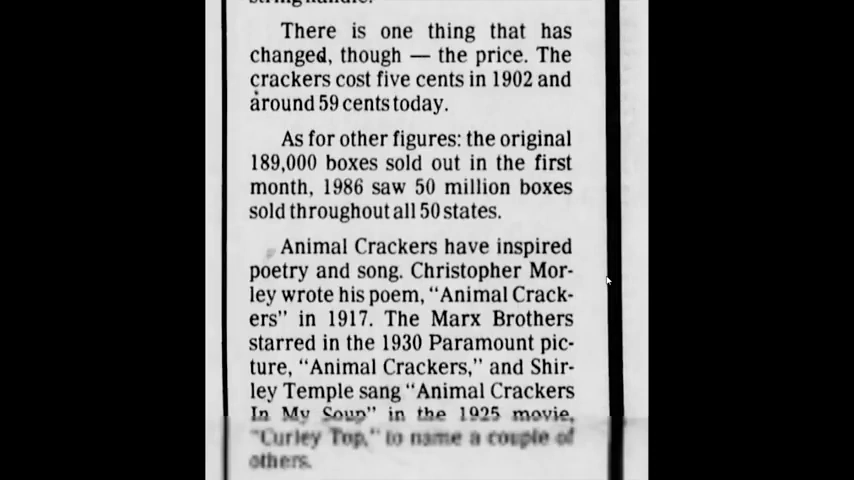 string handle.
There is one thing that has
changed, though — the price. The
crackers cost five cents in 1902 and
around 59 cents today.
As for other figures: the original
189,000 boxes sold out in the first
month, 1986 saw 50 million boxes
sold throughout all 50 states.
Animal Crackers have inspired
poetry and song. Christopher Mor-
ley wrote his poem, "Animal Crack-
ers" in 1917. The Marx Brothers
starred in the 1930 Paramount pic-
ture, "Animal Crackers," and Shir-
ley Temple sang "Animal Crackers
In My Soup" in the 1925 movie,
"Curley Top," to name a couple of
others.